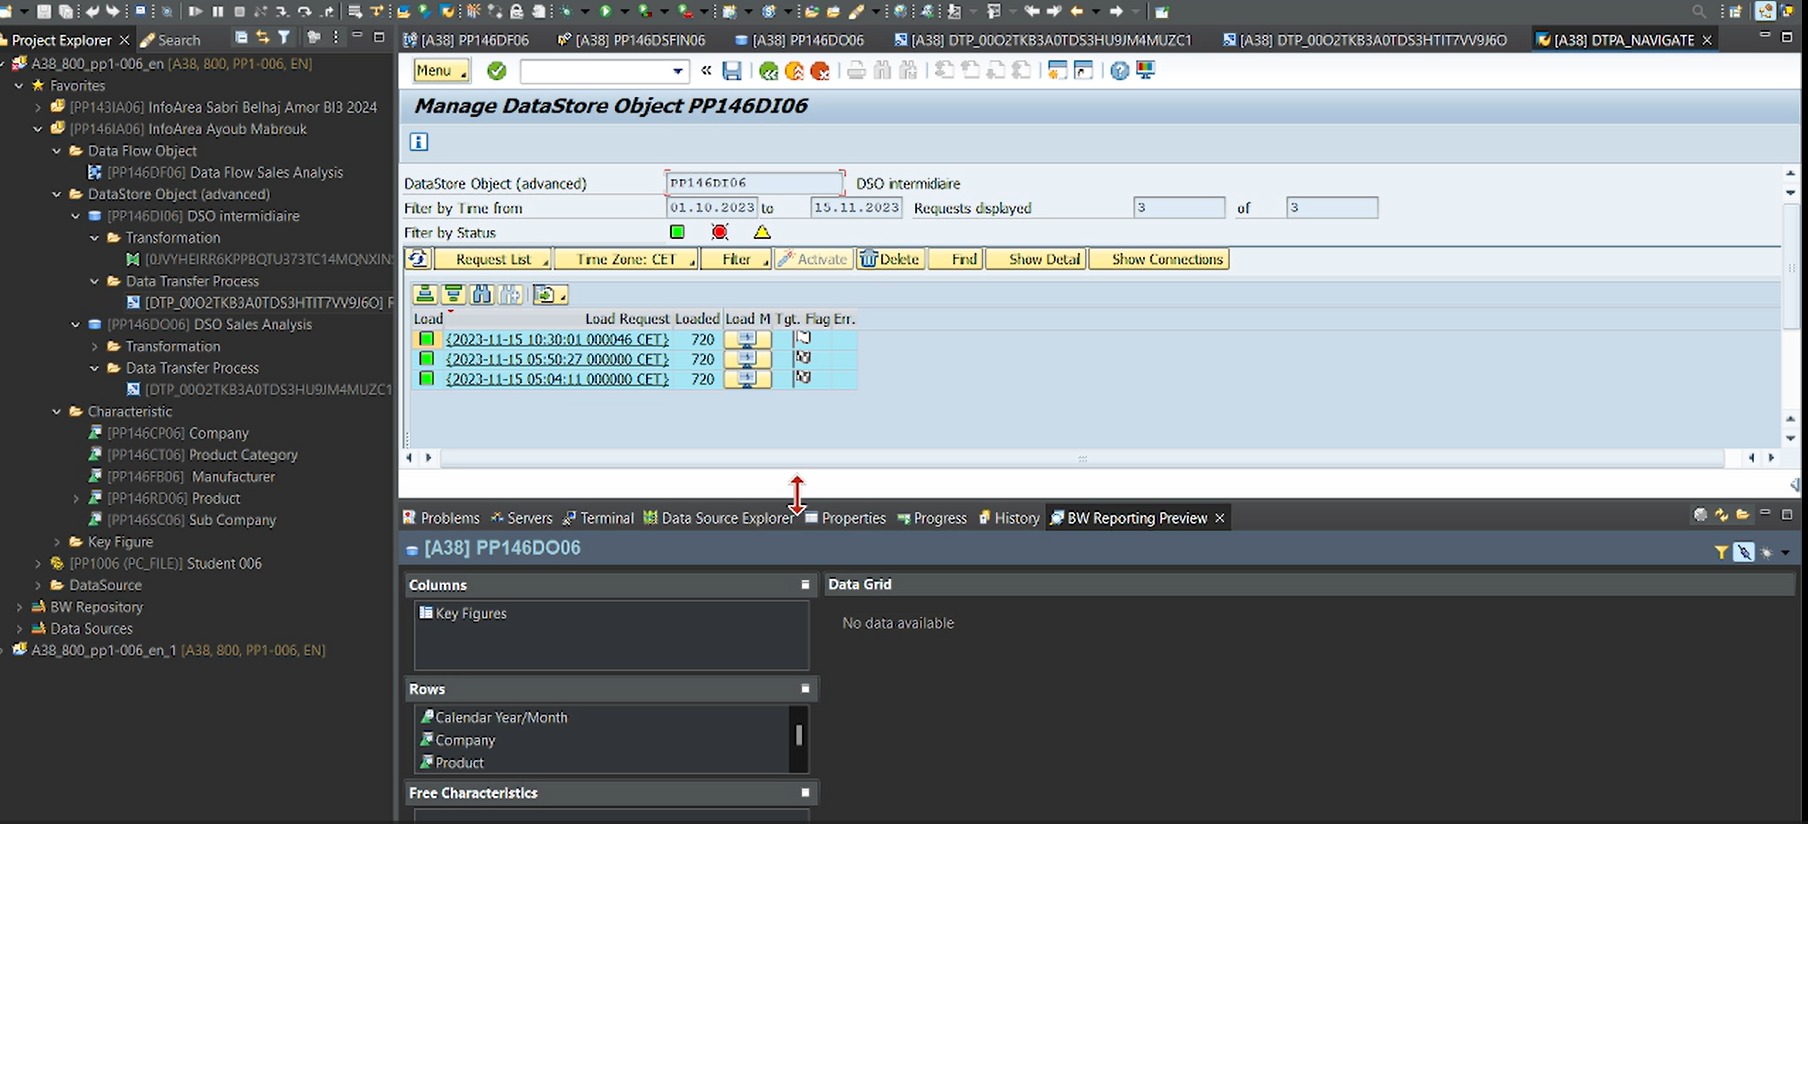 Project Explorer
Search
A38_800_pp1-006_en [A38, 800, PP1-006, EN]
Favorites
[PP143IA06] InfoArea Sabri Belhaj Amor BI3 2024
[PP146IA06] InfoArea Ayoub Mabrouk
Data Flow Object
[PP146DF06] Data Flow Sales Analysis
DataStore Object (advanced)
[PP146DI06] DSO intermidiaire
Transformation
[0JVYHEIRR6KPPBQTU373TC14MQNXIN
Data Transfer Process
[DTP_00O2TKB3A0TDS3HTIT7VV9J6O]
[PP146DO06] DSO Sales Analysis
Transformation
Data Transfer Process
[DTP_00O2TKB3A0TDS3HU9JM4MUZC1
Characteristic
[PP146CP06] Company
[PP146CT06] Product Category
[PP146FB06] Manufacturer
[PP146RD06] Product
[PP146SC06] Sub Company
Key Figure
[PP1006 (PC_FILE)] Student 006
DataSource
BW Repository
Data Sources
A38_800_pp1-006_en_1 [A38, 800, PP1-006, EN]
[A38] PP146DF06
[A38] PP146DSFIN06
[A38] PP146DO06
[A38] DTP_00O2TKB3A0TDS3HU9JM4MUZC1
[A38] DTP_00O2TKB3A0TDS3HTIT7VV9J6O
[A38] DTPA_NAVIGATE
Menu
Manage DataStore Object PP146DI06
DataStore Object (advanced) PP146DI06 DSO intermidiaire
Filter by Time from 01.10.2023 to 15.11.2023 Requests displayed 3 of 3
Filter by Status
Request List Time Zone: CET Filter Activate Delete Find Show Detail Show Connections
Load Load Request Loaded Load M Tgt. Flag Err.
{2023-11-15 10:30:01 000046 CET} 720
{2023-11-15 05:50:27 000000 CET} 720
{2023-11-15 05:04:11 000000 CET} 720
Problems Servers Terminal Data Source Explorer Properties Progress History BW Reporting Preview
[A38] PP146DO06
Columns
Key Figures
Rows
Calendar Year/Month
Company
Product
Free Characteristics
Data Grid
No data available